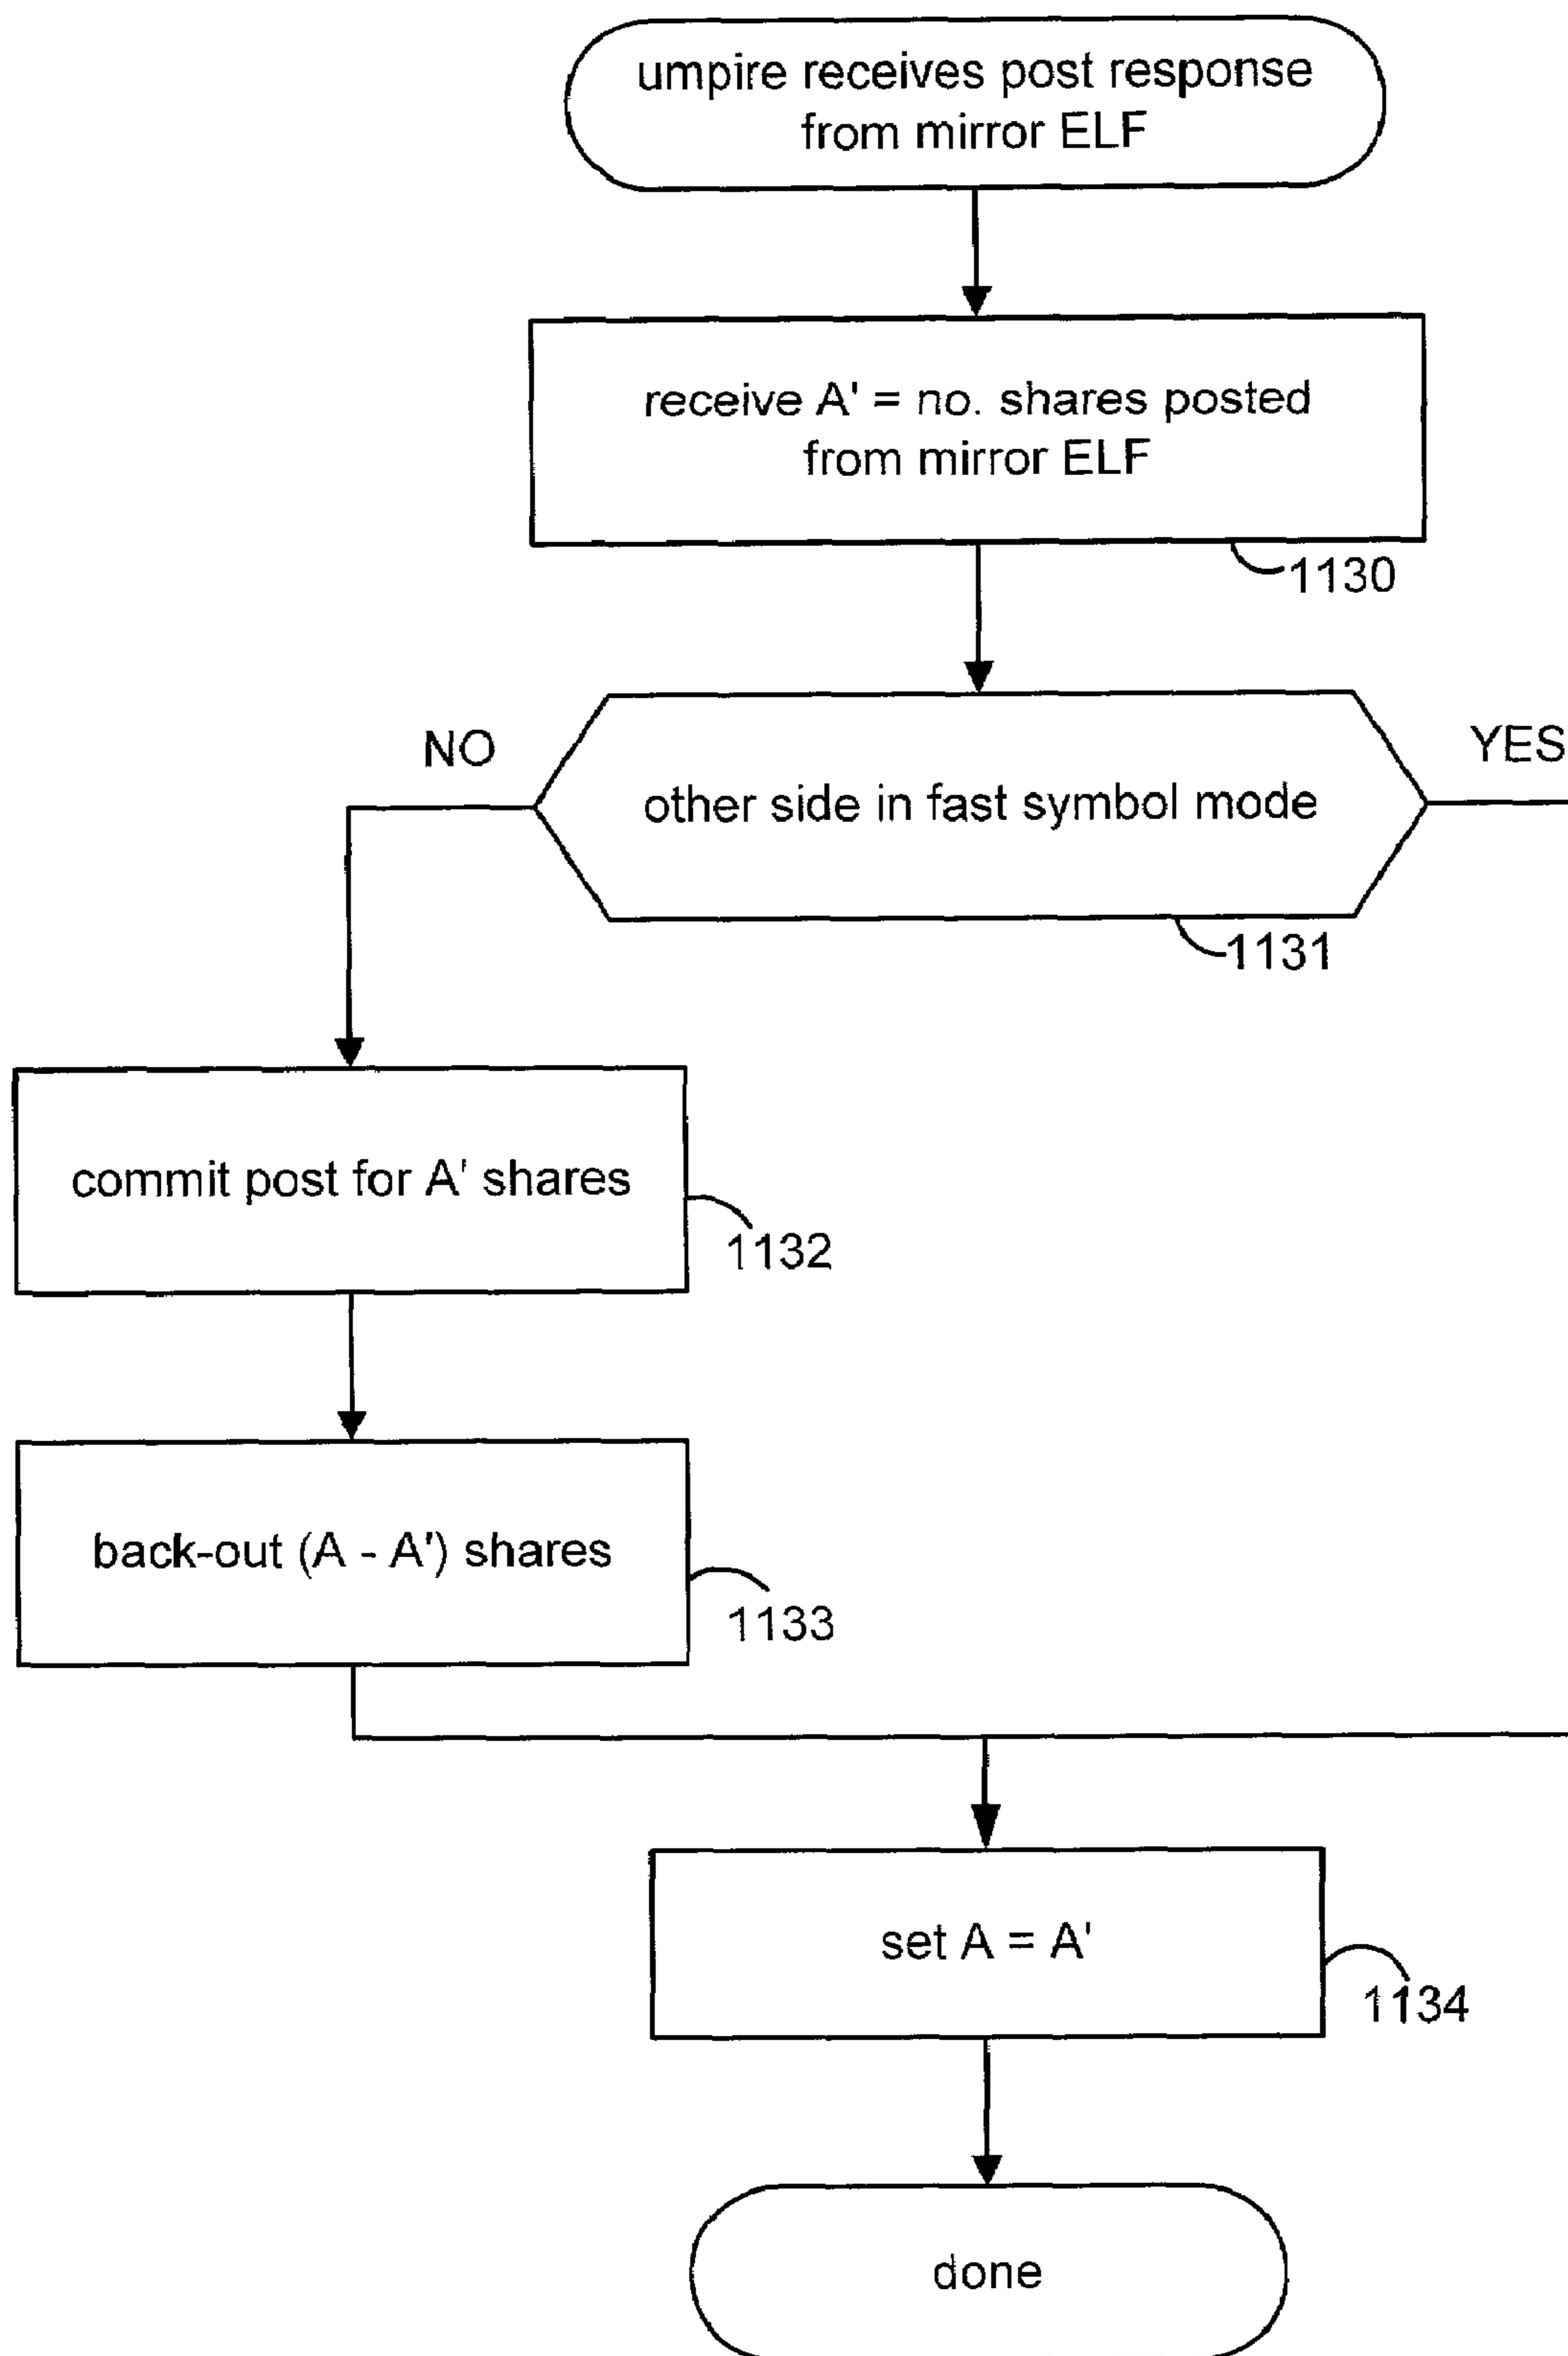 umpire receives post response
from mirror ELF
receive A' = no. shares posted
from mirror ELF
1130
NO
YES
other side in fast symbol mode
1131
commit post for A' shares
1132
back-out (A - A') shares
1133
set A = A'
1134
done